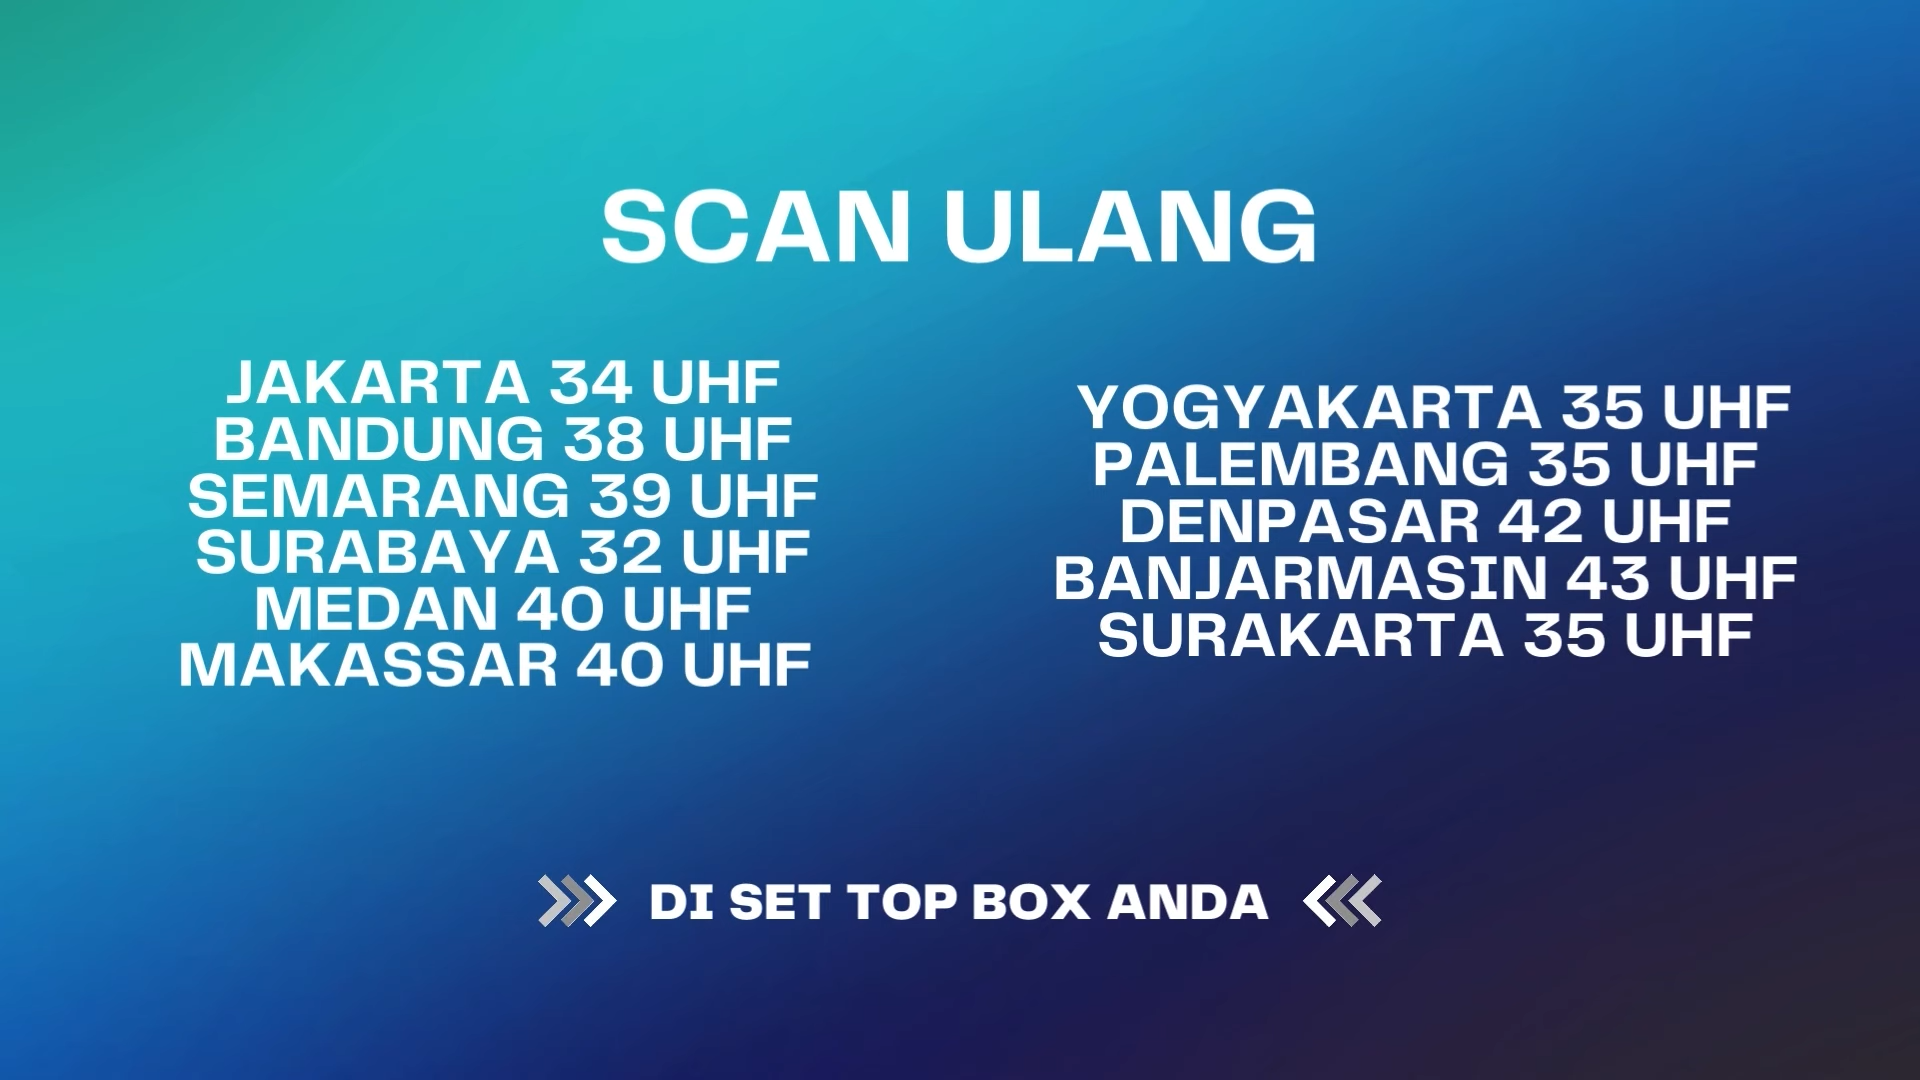 SCAN ULANG
JAKARTA 34 UHF
BANDUNG 38 UHF
SEMARANG 39 UHF
SURABAYA 32 UHF
MEDAN 40 UHF
MAKASSAR 40 UHF
YOGYAKARTA 35 UHF
PALEMBANG 35 UHF
DENPASAR 42 UHF
BANJARMASIN 43 UHF
SURAKARTA 35 UHF
DI SET TOP BOX ANDA